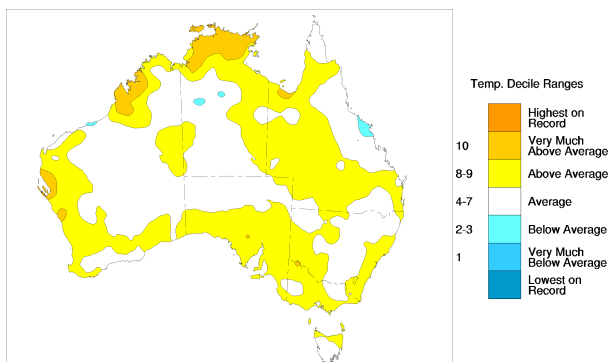 Temp. Decile Ranges
Highest on
Record
10
Very Much
Above Average
8-9
Above Average
4-7
Average
2-3
Below Average
1
Very Much
Below Average
Lowest on
Record